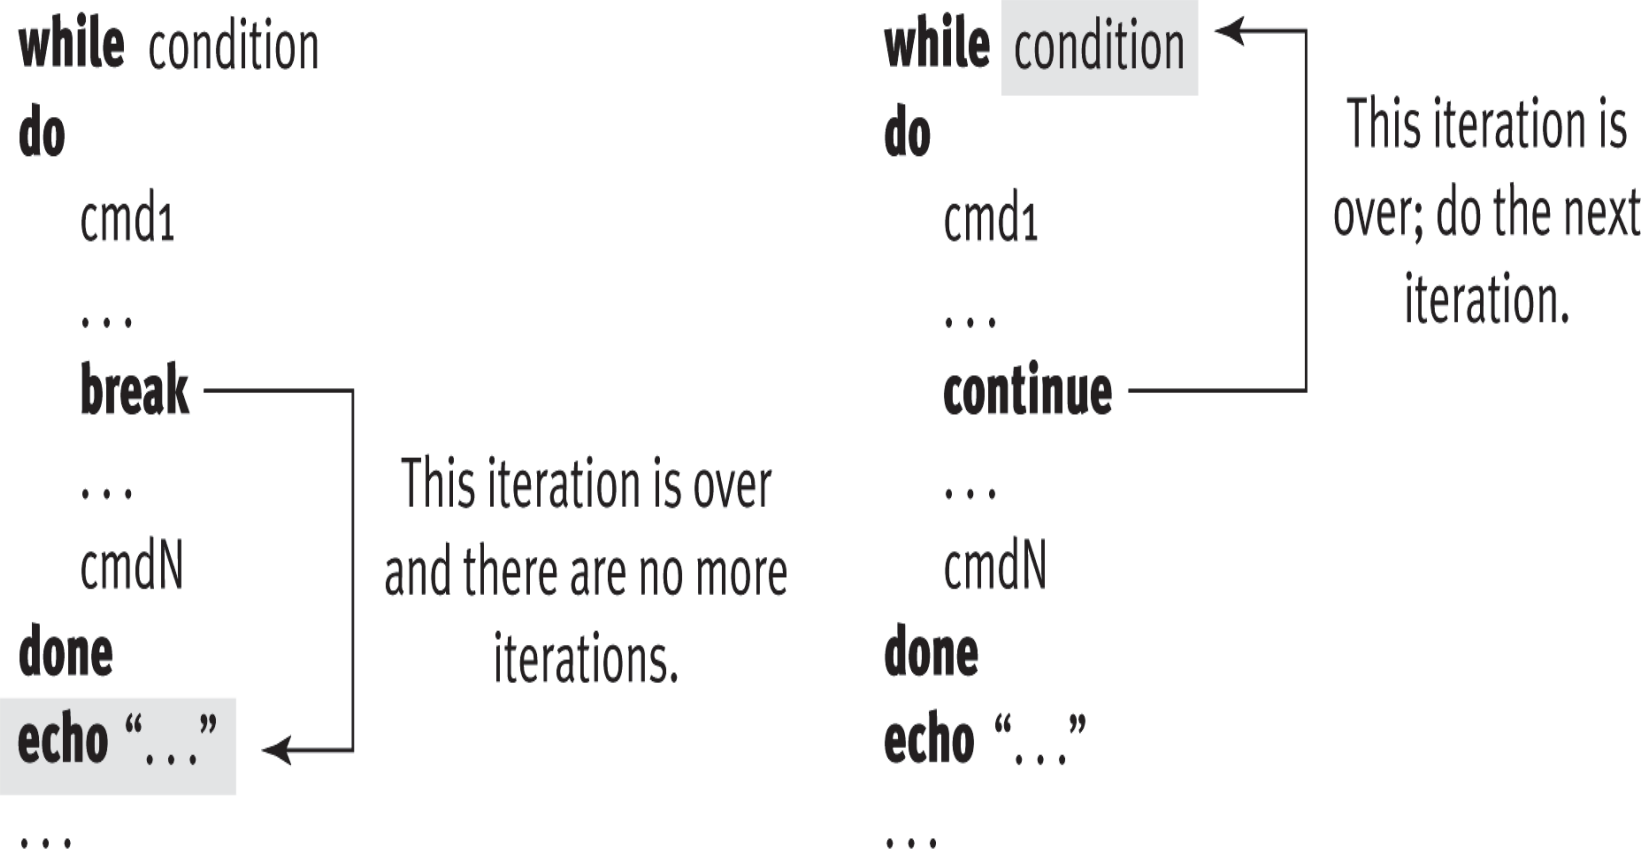 while condition
do
cmd1
...
break
...
cmdN
done
echo “...”
...
This iteration is over
and there are no more
iterations.
while condition
do
cmd1
...
continue
...
cmdN
done
echo “...”
...
This iteration is
over; do the next
iteration.